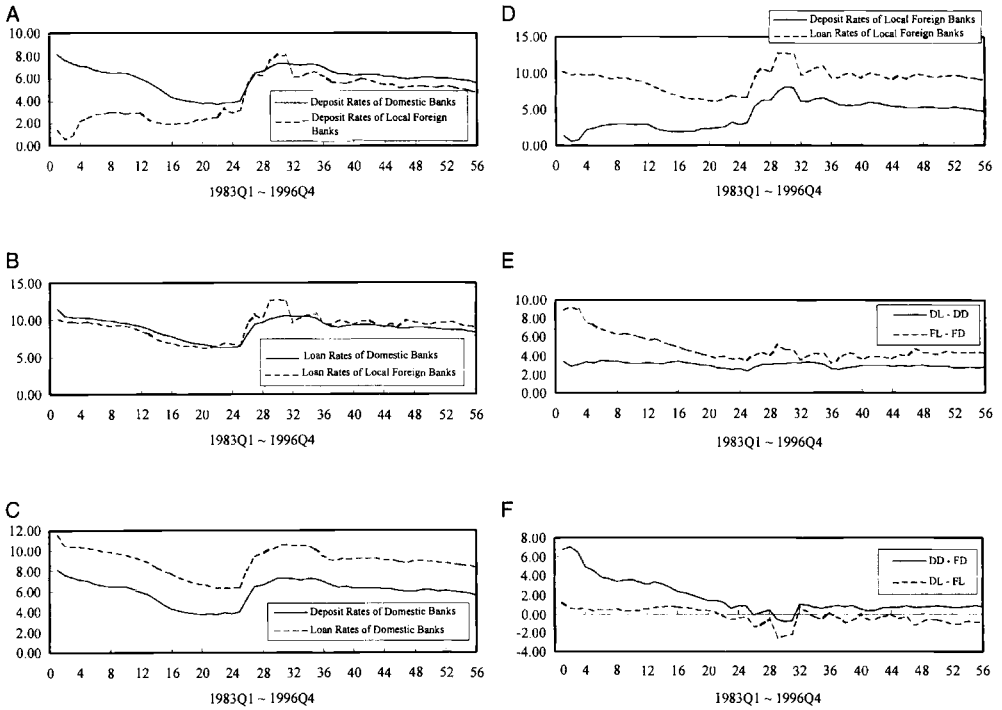 A
10.00
8.00
6.00
4.00
2.00
0.00
Deposit Rates of Domestic Banks
Deposit Rates of Local Foreign
Banks
0 4 8 12 16 20 24 28 32 36 40 44 48 52 56
1983Q1 ~ 1996Q4
B
15.00
10.00
5.00
0.00
Loan Rates of Domestic Banks
Loan Rates of Local Foreign Banks
0 4 8 12 16 20 24 28 32 36 40 44 48 52 56
1983Q1 ~ 1996Q4
C
12.00
10.00
8.00
6.00
4.00
2.00
0.00
Deposit Rates of Domestic Banks
Loan Rates of Domestic Banks
0 4 8 12 16 20 24 28 32 36 40 44 48 52 56
1983Q1 ~ 1996Q4
D
Deposit Rates of Local Foreign Banks
Loan Rates of Local Foreign Banks
15.00
10.00
5.00
0.00
0 4 8 12 16 20 24 28 32 36 40 44 48 52 56
1983Q1 ~ 1996Q4
E
10.00
8.00
6.00
4.00
2.00
0.00
DL - DD
FL - FD
0 4 8 12 16 20 24 28 32 36 40 44 48 52 56
1983Q1 ~ 1996Q4
F
8.00
6.00
4.00
2.00
0.00
-2.00
-4.00
DD - FD
DL - FL
0 4 8 12 16 20 24 28 32 36 40 44 48 52 56
1983Q1 ~ 1996Q4